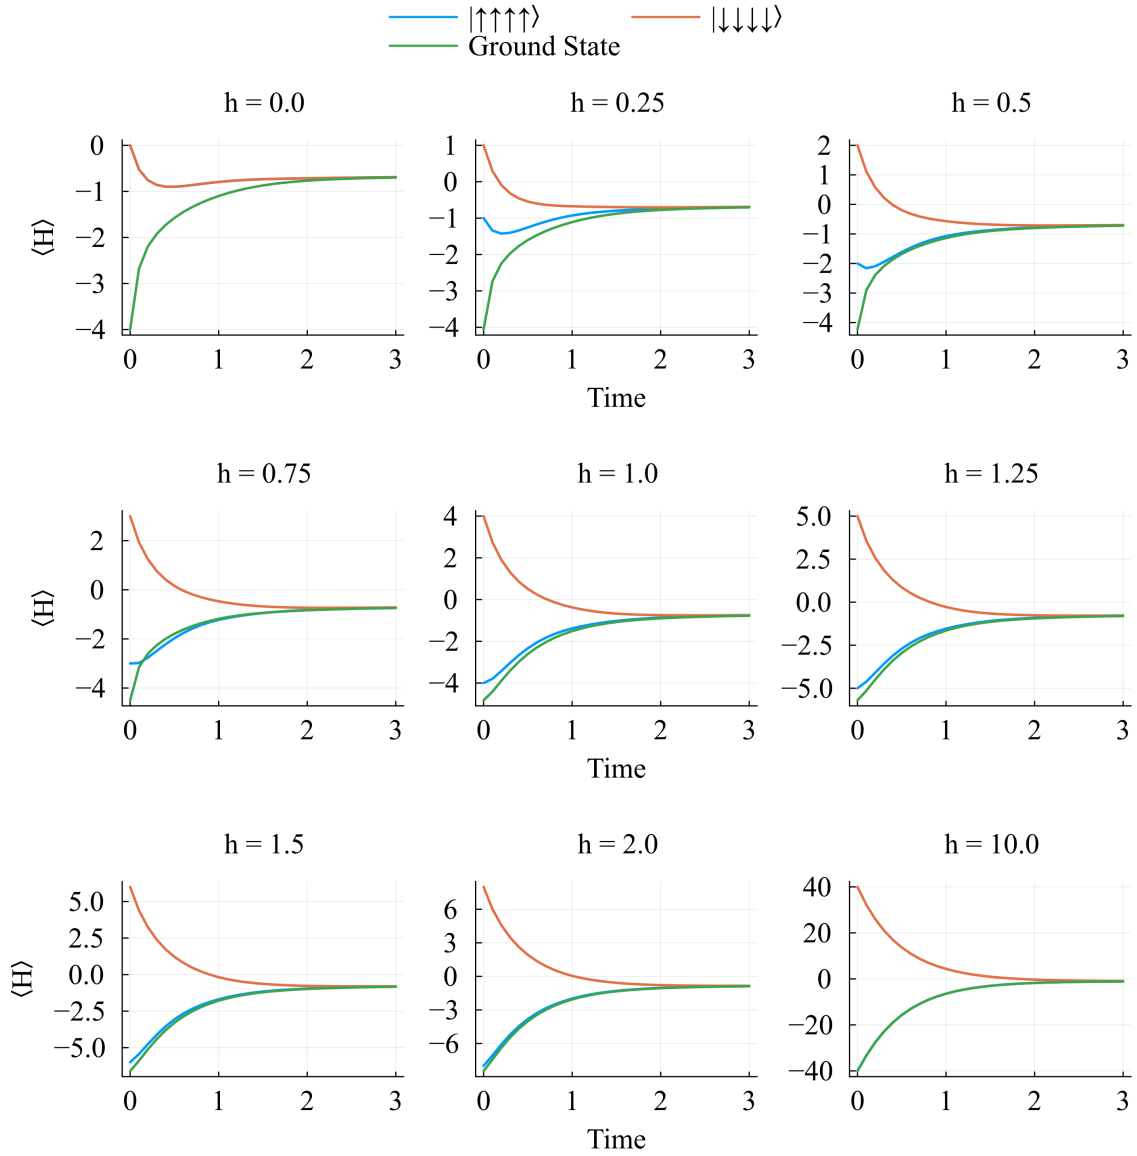 |↑↑↑↑⟩ |↓↓↓↓⟩
Ground State
h = 0.0 h = 0.25 h = 0.5
⟨H⟩
0
−1
−2
−3
−4
0 1 2 3
1
0
−1
−2
−3
−4
0 1 2 3
Time
2
1
0
−1
−2
−3
−4
0 1 2 3
h = 0.75 h = 1.0 h = 1.25
⟨H⟩
2
0
−2
−4
0 1 2 3
4
2
0
−2
−4
0 1 2 3
Time
5.0
2.5
0.0
−2.5
−5.0
0 1 2 3
h = 1.5 h = 2.0 h = 10.0
⟨H⟩
5.0
2.5
0.0
−2.5
−5.0
0 1 2 3
6
3
0
−3
−6
0 1 2 3
Time
40
20
0
−20
−40
0 1 2 3